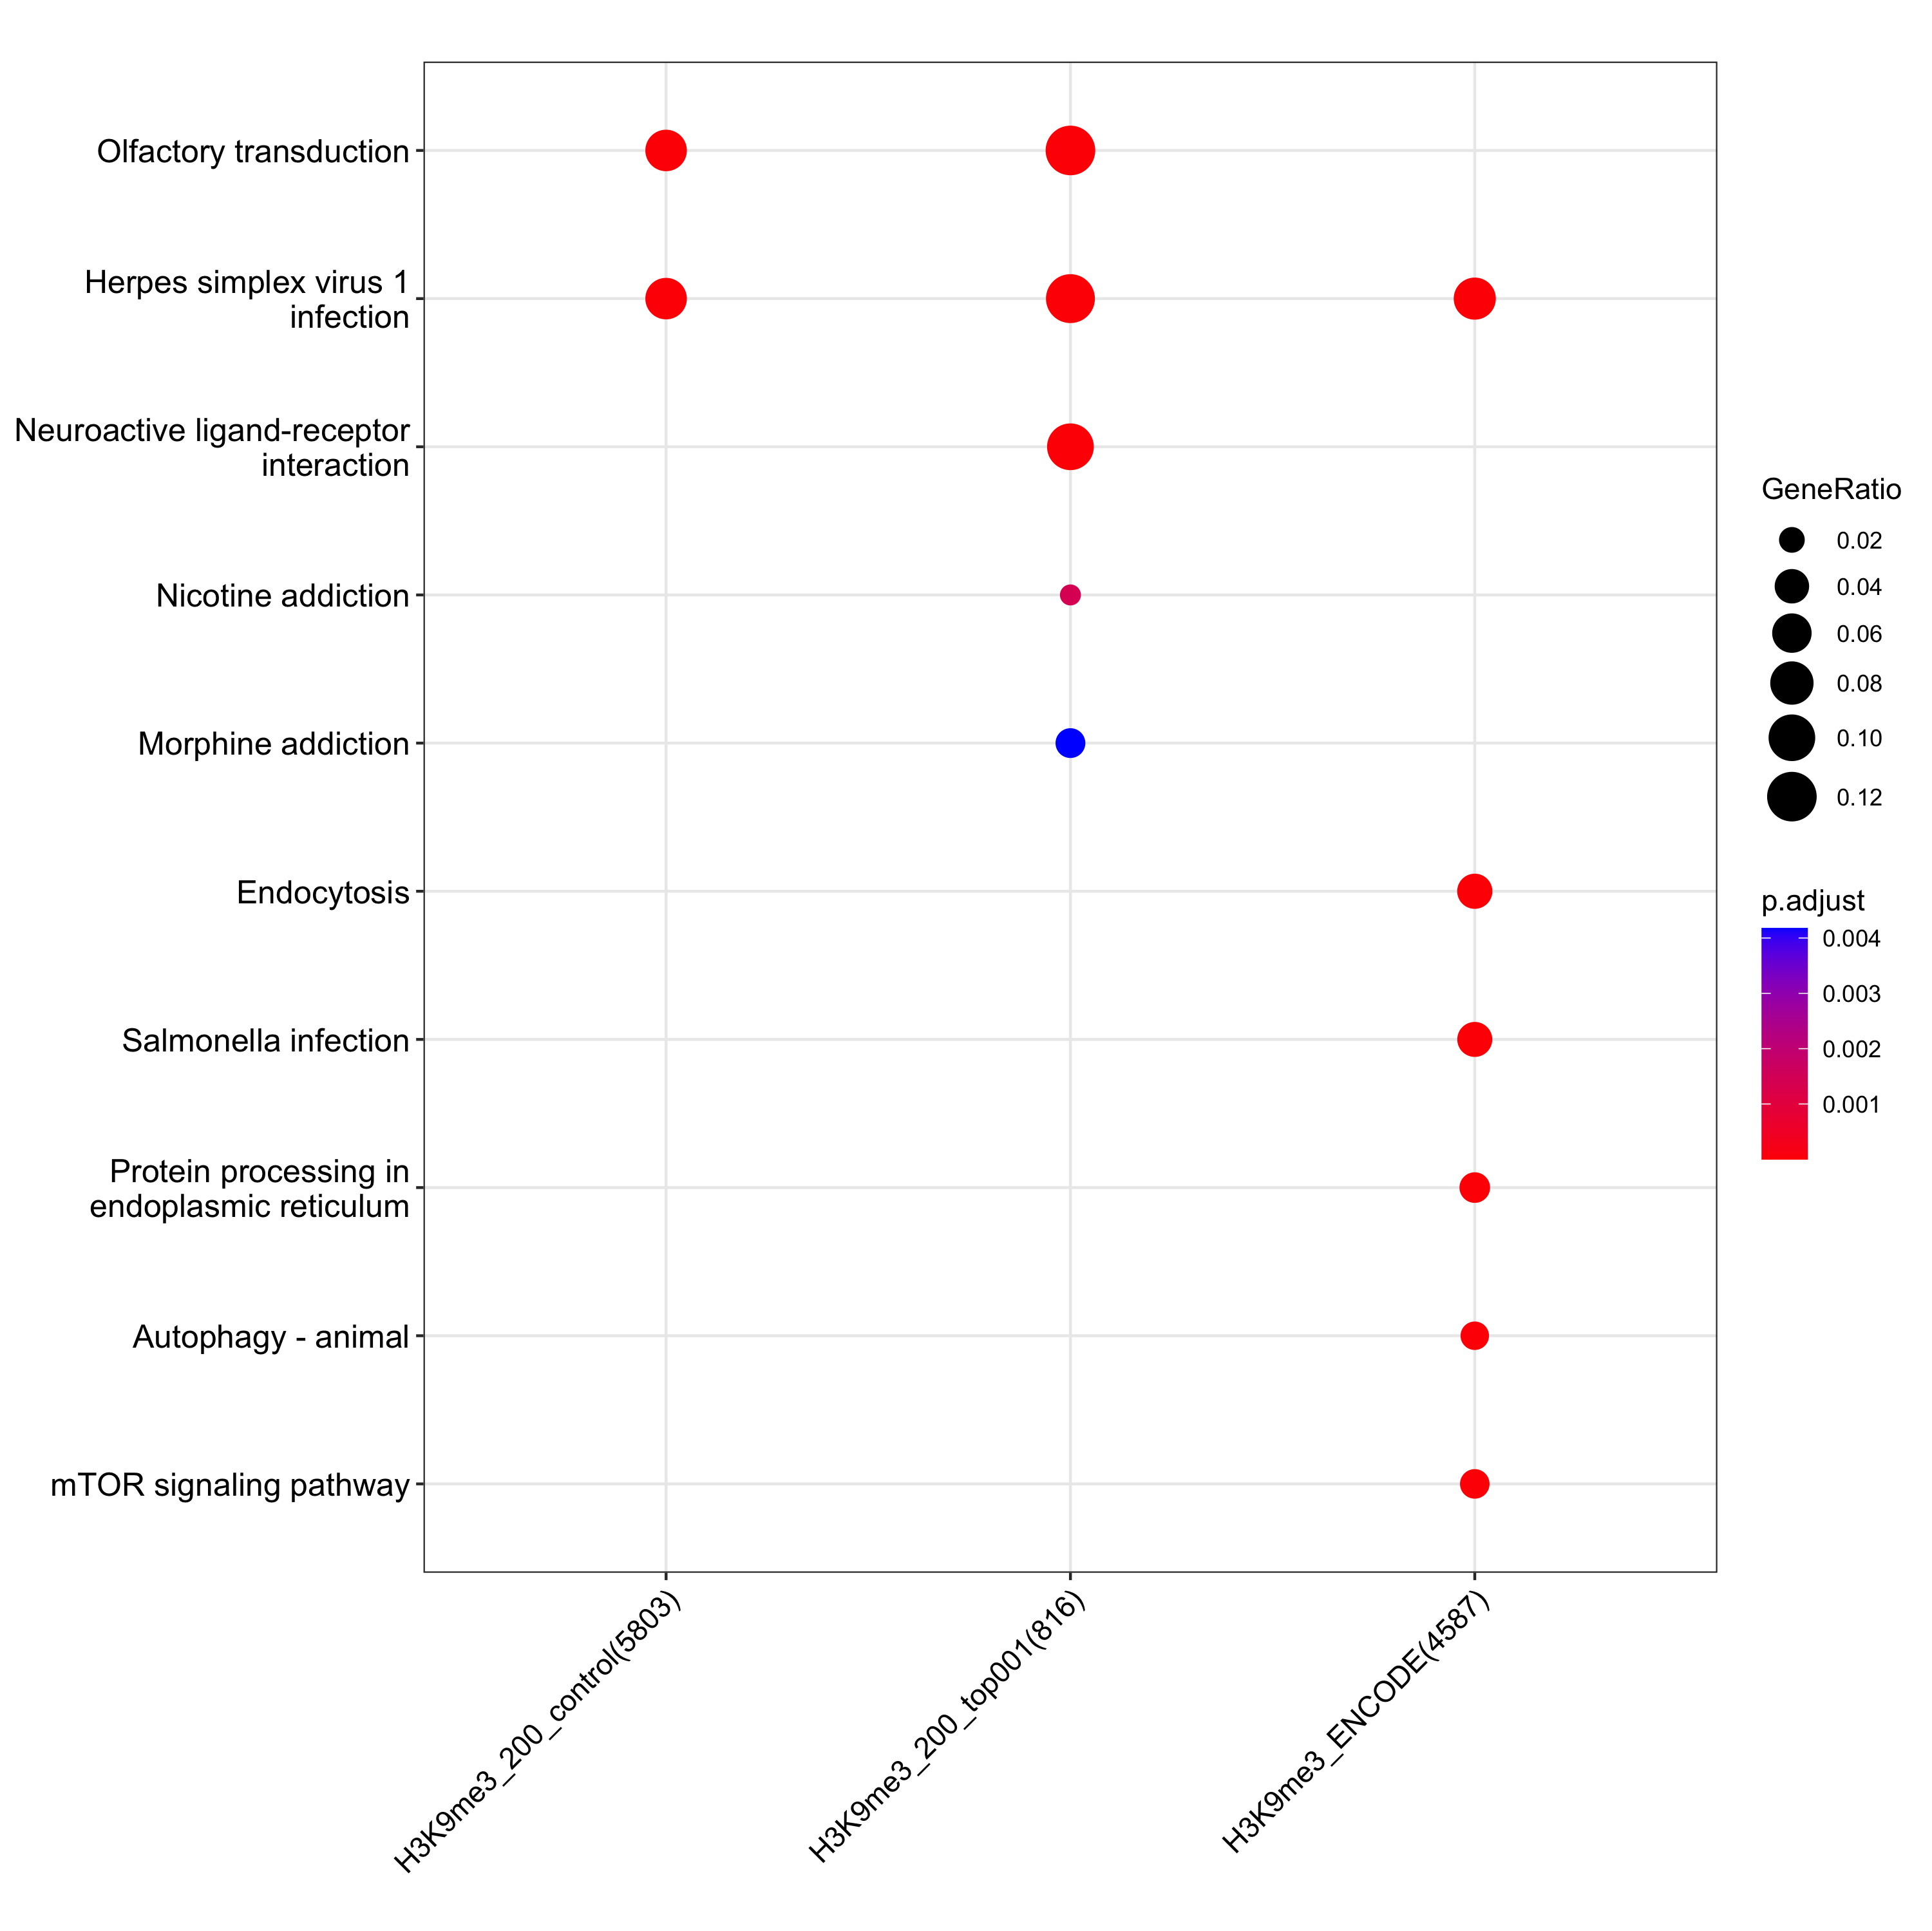 Olfactory transduction
Herpes simplex virus 1
infection
Neuroactive ligand-receptor
interaction
Nicotine addiction
Morphine addiction
Endocytosis
Salmonella infection
Protein processing in
endoplasmic reticulum
Autophagy - animal
mTOR signaling pathway
H3K9me3_200_control(5803)
H3K9me3_200_top001(816)
H3K9me3_ENCODE(4587)
GeneRatio
0.02
0.04
0.06
0.08
0.10
0.12
p.adjust
0.004
0.003
0.002
0.001